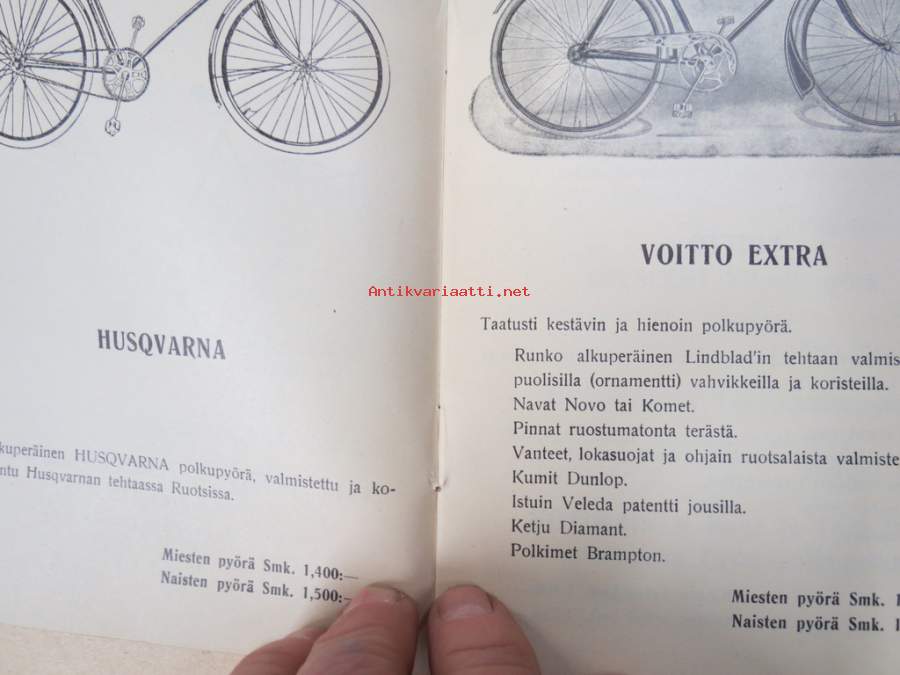 HUSQVARNA
HUSQVARNA polkupyörä, valmistettu ja ko-
Husqvarnan tehtaassa Ruotsissa.
Miesten pyörä Smk. 1,400:—
Naisten pyörä Smk. 1,500:—
Antikvariaatti.net
VOITTO EXTRA
Taatusti kestävin ja hienoin polkupyörä.
Runko alkuperäinen Lindblad'in tehtaan valmis
puolisilla (ornamentti) vahvikkeilla ja koristeilla.
Navat Novo tai Komet.
Pinnat ruostumatonta terästä.
Vanteet, lokasuojat ja ohjain ruotsalaista valmiste
Kumit Dunlop.
Istuin Veleda patentti jousilla.
Ketju Diamant.
Polkimet Brampton.
Miesten pyörä Smk. 1
Naisten pyörä Smk. 1